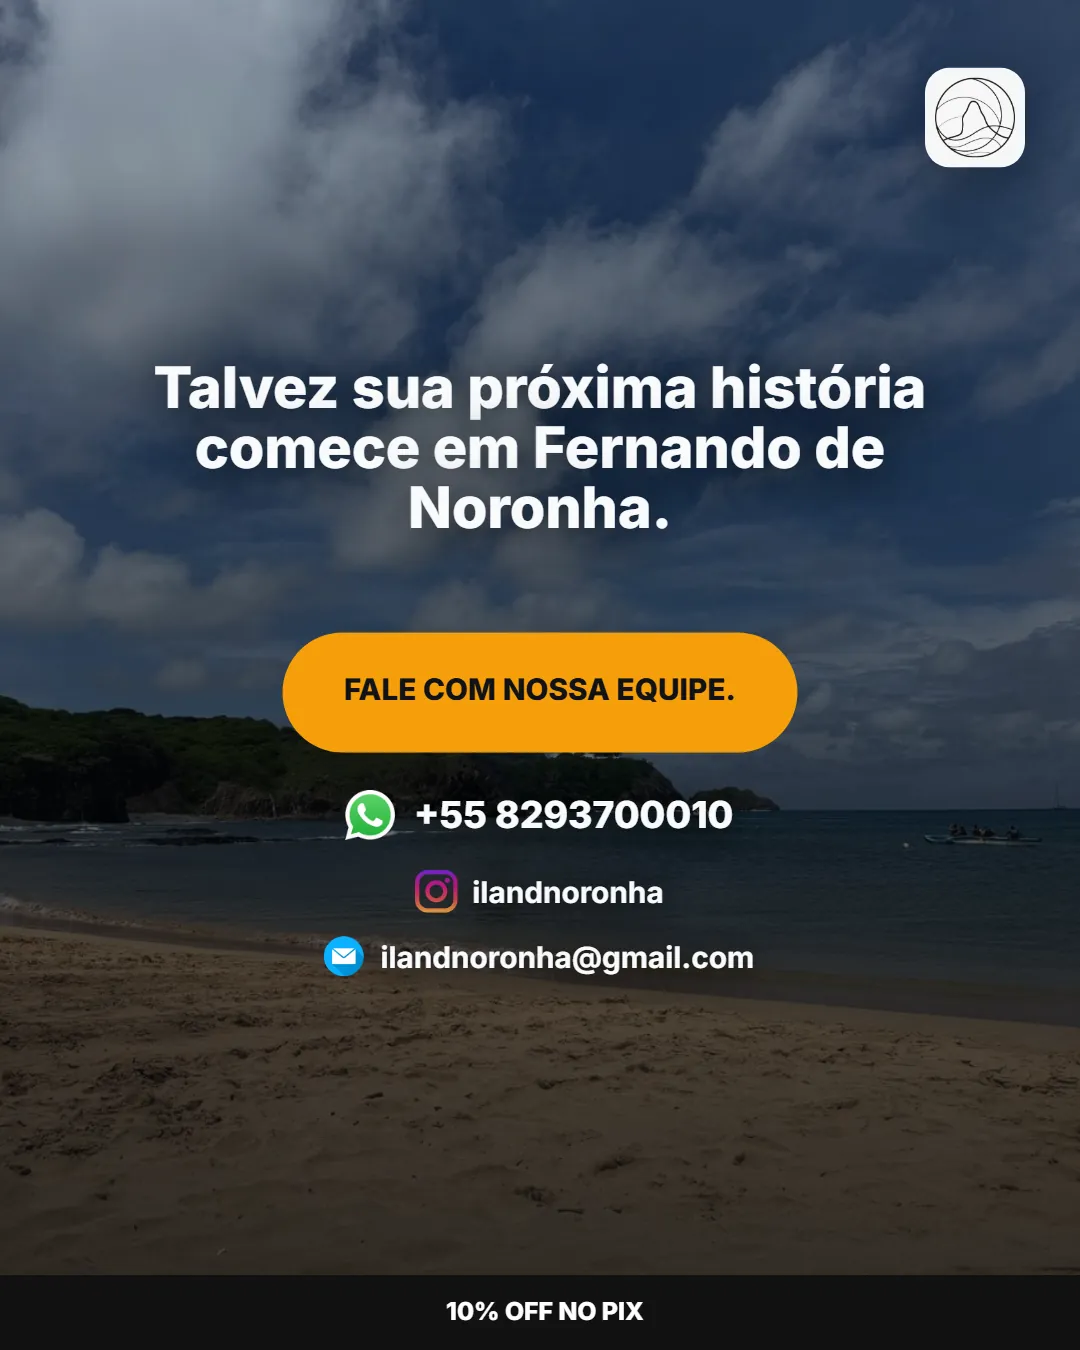 Talvez sua próxima história
comece em Fernando de
Noronha.
FALE COM NOSSA EQUIPE.
+55 8293700010
ilandnoronha
ilandnoronha@gmail.com
10% OFF NO PIX